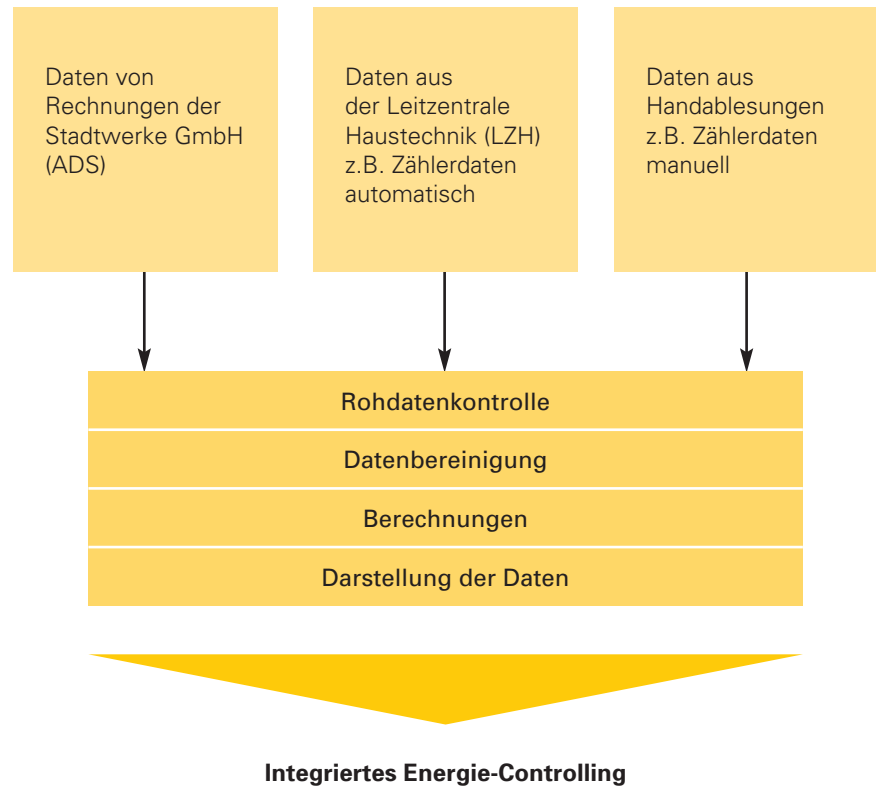 Daten von
Rechnungen der
Stadtwerke GmbH
(ADS)
Daten aus
der Leitzentrale
Haustechnik (LZH)
z.B. Zählerdaten
automatisch
Daten aus
Handablesungen
z.B. Zählerdaten
manuell
Rohdatenkontrolle
Datenbereinigung
Berechnungen
Darstellung der Daten
Integriertes Energie-Controlling